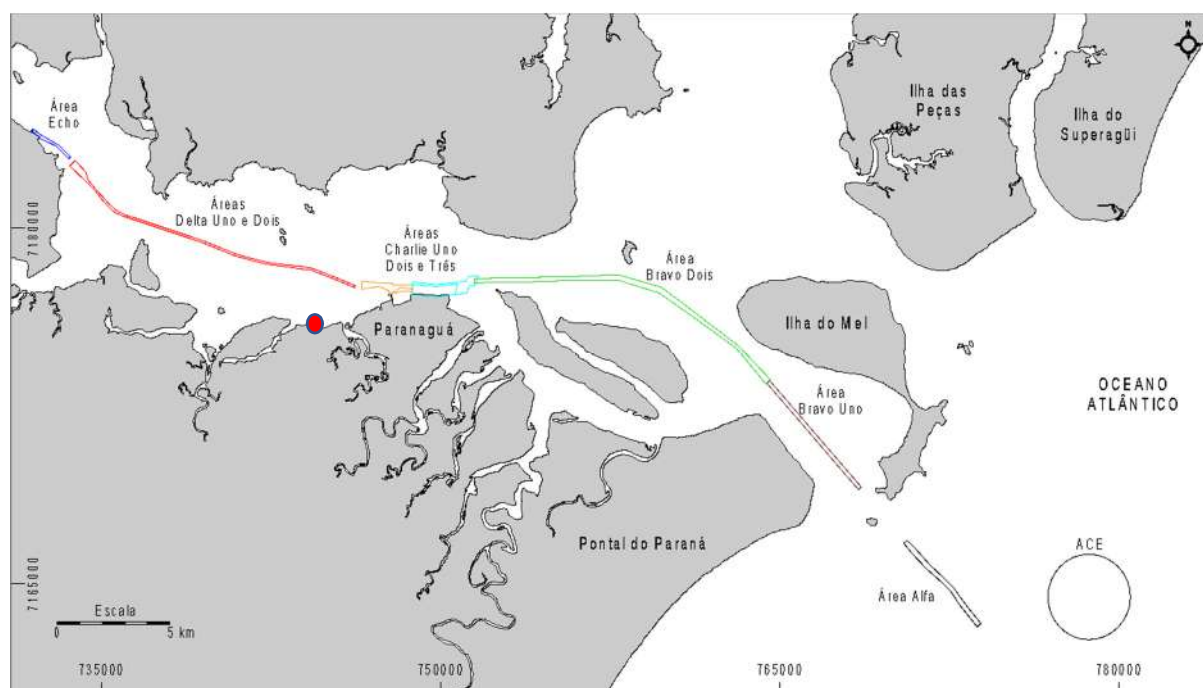 N
Área
Echo
Ilha das
Peças
Ilha do
Superagüi
Áreas
Delta Uno e Dois
Áreas
Charlie Uno
Dois e Três
Área
Bravo Dois
7180000
Paranaguá
Ilha do Mel
Área
Bravo Uno
OCEANO
ATLÂNTICO
Pontal do Paraná
ACE
7165000
Área Alfa
Escala
0 5 km
735000 750000 765000 780000